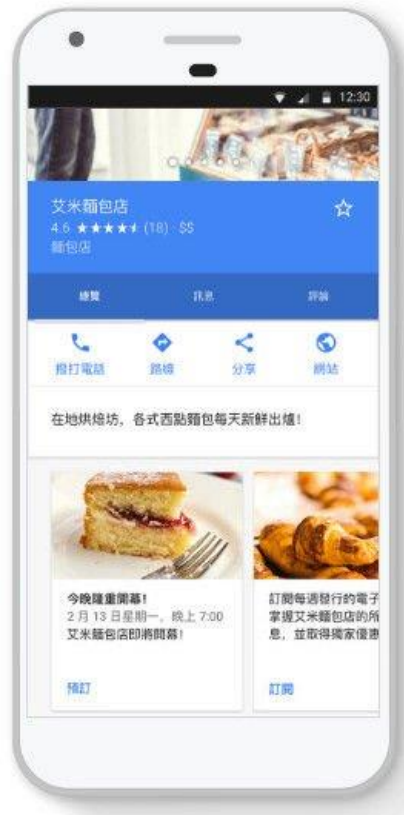 12:30
艾米麵包店
4.6 ★★★★★ (18) · $$
麵包店
總覽
訊息
評論
撥打電話
路線
分享
網站
在地烘焙坊，各式西點麵包每天新鮮出爐!
今晚隆重開幕!
2 月 13 日星期一，晚上 7:00
艾米麵包店即將開幕!
預訂
訂閱每週發行的電子
掌握艾米麵包店的所
息，並取得獨家優惠
訂閱